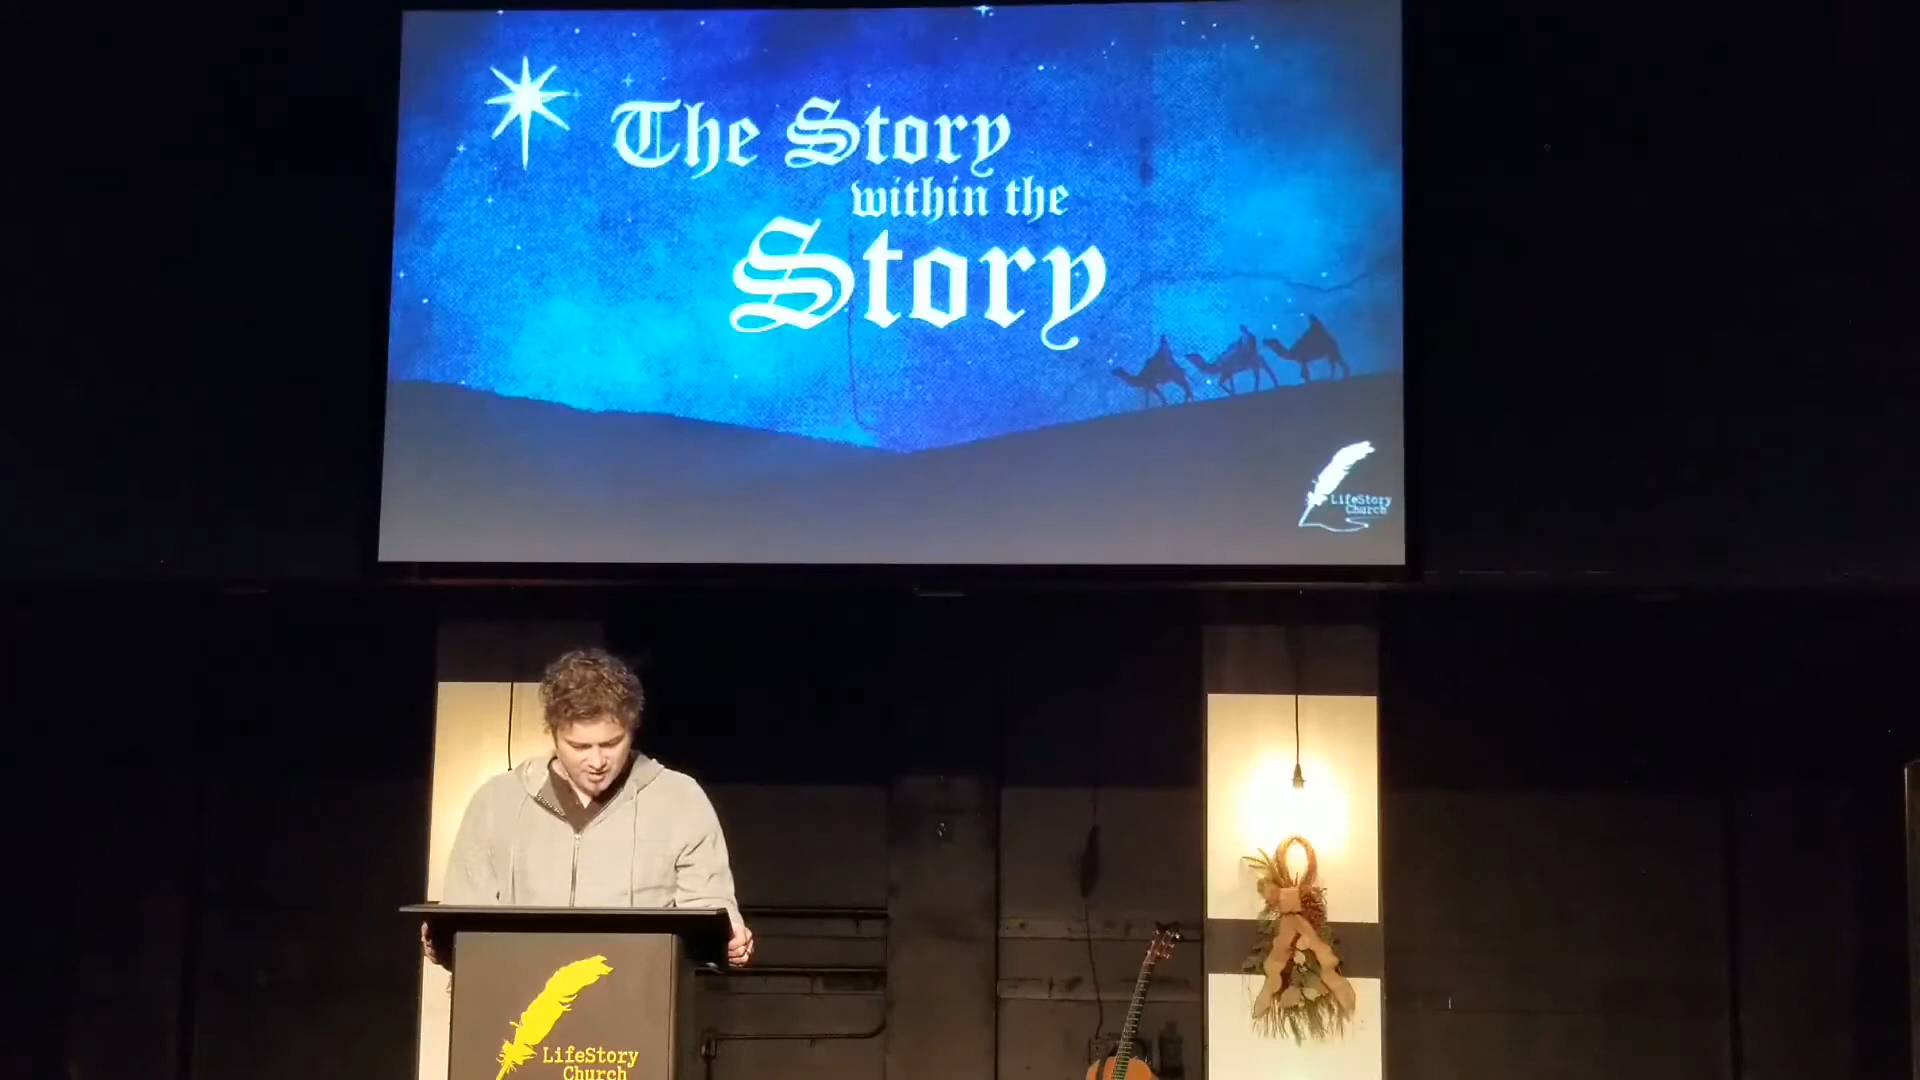 The Story
within the
Story
LifeStory
Church
LifeStory
Church